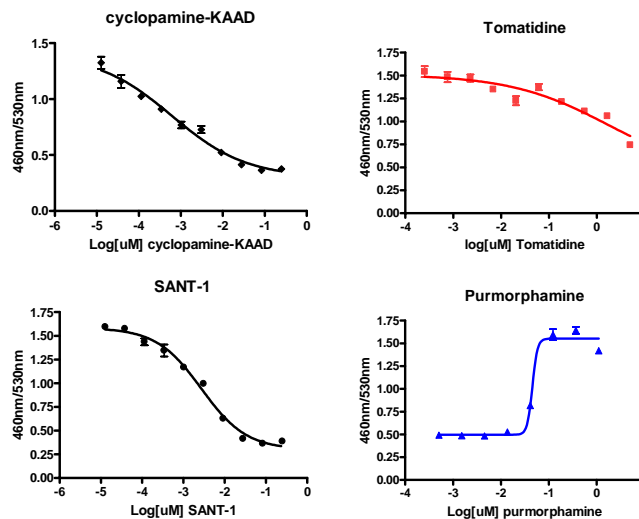 cyclopamine-KAAD
460nm/530nm
1.5
1.0
0.5
0.0
-6 -5 -4 -3 -2 -1 0
Log[uM] cyclopamine-KAAD
Tomatidine
460nm/530nm
1.75
1.50
1.25
1.00
0.75
0.50
0.25
0.00
-4 -3 -2 -1 0 1
log[uM] Tomatidine
SANT-1
460nm/530nm
1.75
1.50
1.25
1.00
0.75
0.50
0.25
0.00
-6 -5 -4 -3 -2 -1 0
Log[uM] SANT-1
Purmorphamine
460nm/530nm
1.75
1.50
1.25
1.00
0.75
0.50
0.25
0.00
-4 -3 -2 -1 0
Log[uM] purmorphamine